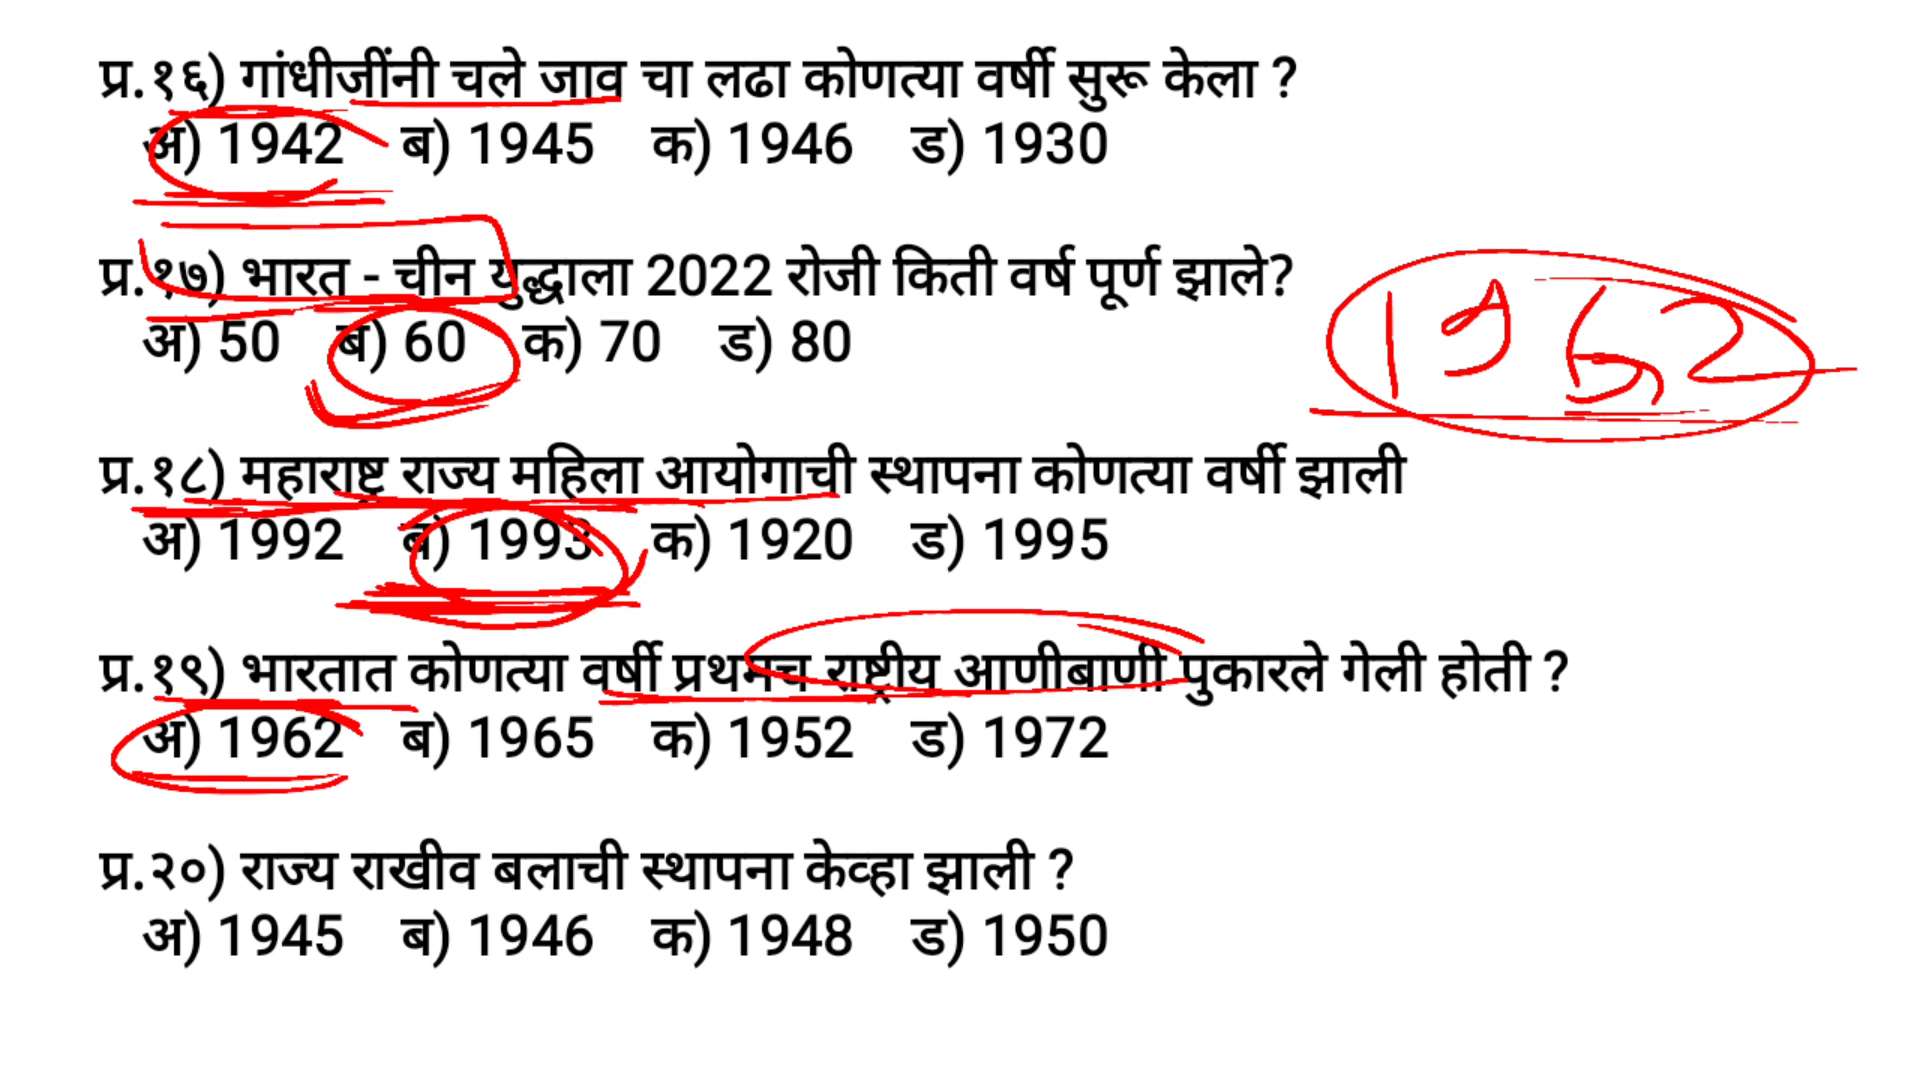 प्र.१६) गांधीजींनी चले जाव चा लढा कोणत्या वर्षी सुरू केला ?
अ) 1942 ब) 1945 क) 1946 ड) 1930
प्र.१७) भारत - चीन युद्धाला 2022 रोजी किती वर्ष पूर्ण झाले?
1962
अ) 50 ब) 60 क) 70 ड) 80
प्र.१८) महाराष्ट्र राज्य महिला आयोगाची स्थापना कोणत्या वर्षी झाली
अ) 1992 ब) 1993 क) 1920 ड) 1995
प्र.१९) भारतात कोणत्या वर्षी प्रथमच राष्ट्रीय आणीबाणी पुकारले गेली होती ?
अ) 1962 ब) 1965 क) 1952 ड) 1972
प्र.२०) राज्य राखीव बलाची स्थापना केव्हा झाली ?
अ) 1945 ब) 1946 क) 1948 ड) 1950